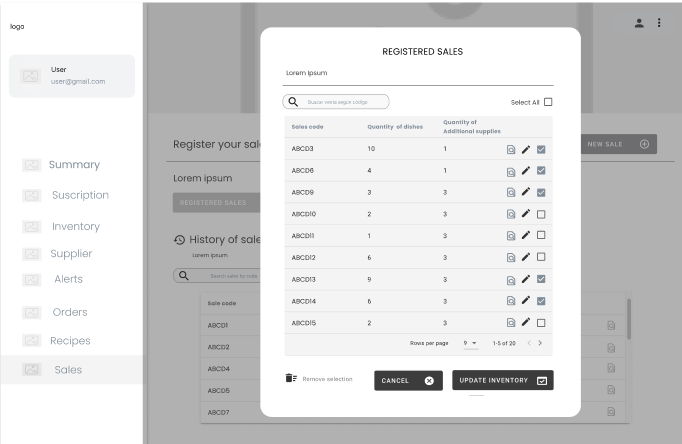 logo
User
user@gmail.com
Summary
Suscription
Inventory
Supplier
Alerts
Orders
Recipes
Sales
Register your sal
NEW SALE
Lorem ipsum
REGISTERED SALES
History of sale
Lorem ipsum
Search sales by code
Sale code
ABCD1
ABCD2
ABCD4
ABCD5
ABCD7
REGISTERED SALES
Lorem Ipsum
Buscar venta segun código
Select All
Sales code Quantity of dishes Quantity of
Additional supplies
ABCD3 10 1
ABCD6 4 1
ABCD9 3 3
ABCD10 2 3
ABCD11 1 3
ABCD12 6 3
ABCD13 9 3
ABCD14 6 3
ABCD15 2 3
Rows per page 9 1-5 of 20
Remove selection CANCEL UPDATE INVENTORY